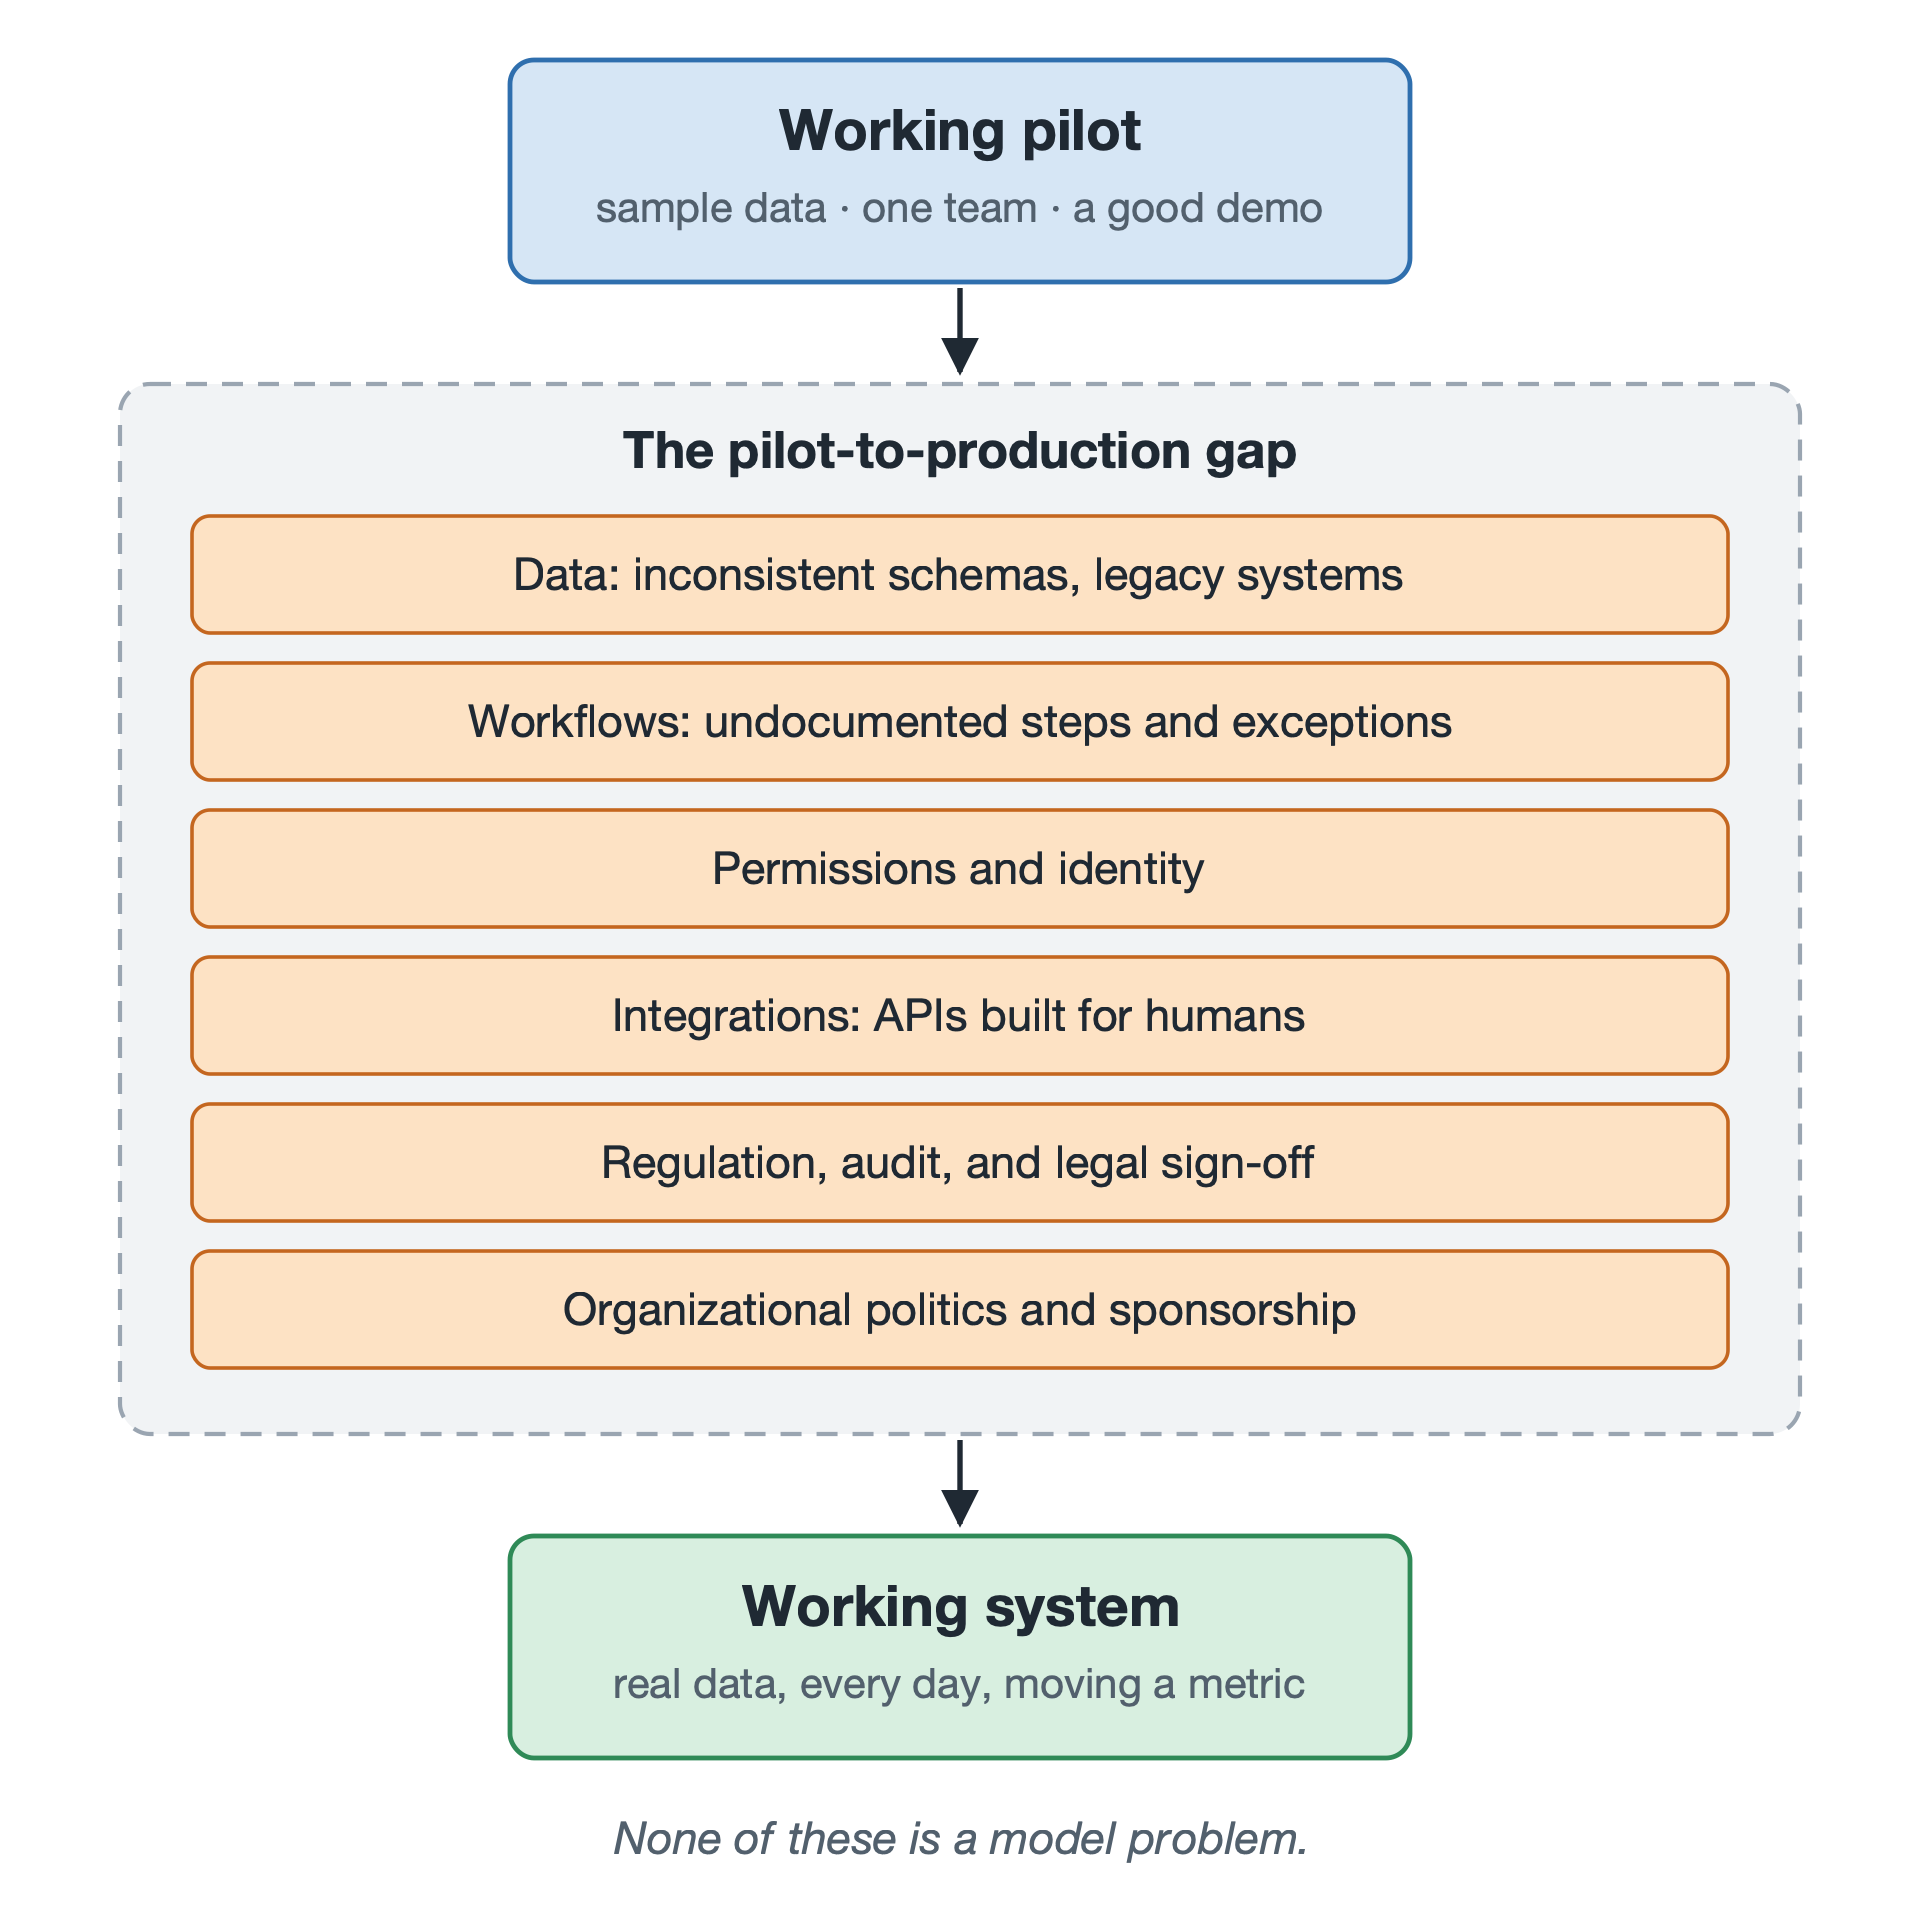 Working pilot
sample data · one team · a good demo
The pilot-to-production gap
Data: inconsistent schemas, legacy systems
Workflows: undocumented steps and exceptions
Permissions and identity
Integrations: APIs built for humans
Regulation, audit, and legal sign-off
Organizational politics and sponsorship
Working system
real data, every day, moving a metric
None of these is a model problem.